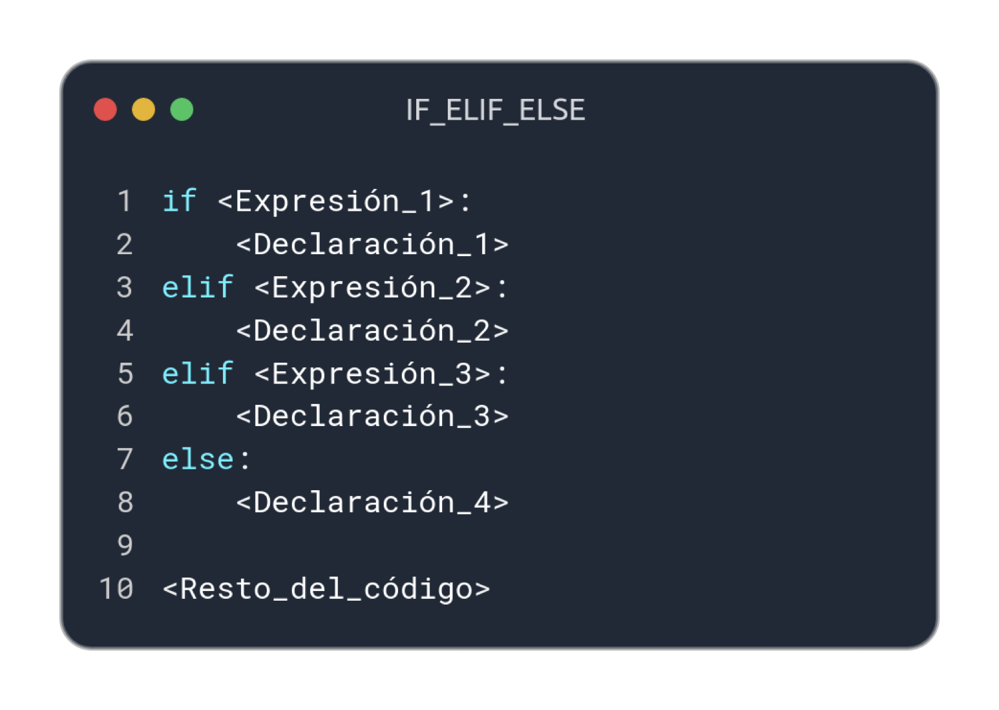 IF_ELIF_ELSE
1 if <Expresión_1>:
2     <Declaración_1>
3 elif <Expresión_2>:
4     <Declaración_2>
5 elif <Expresión_3>:
6     <Declaración_3>
7 else:
8     <Declaración_4>
9
10 <Resto_del_código>